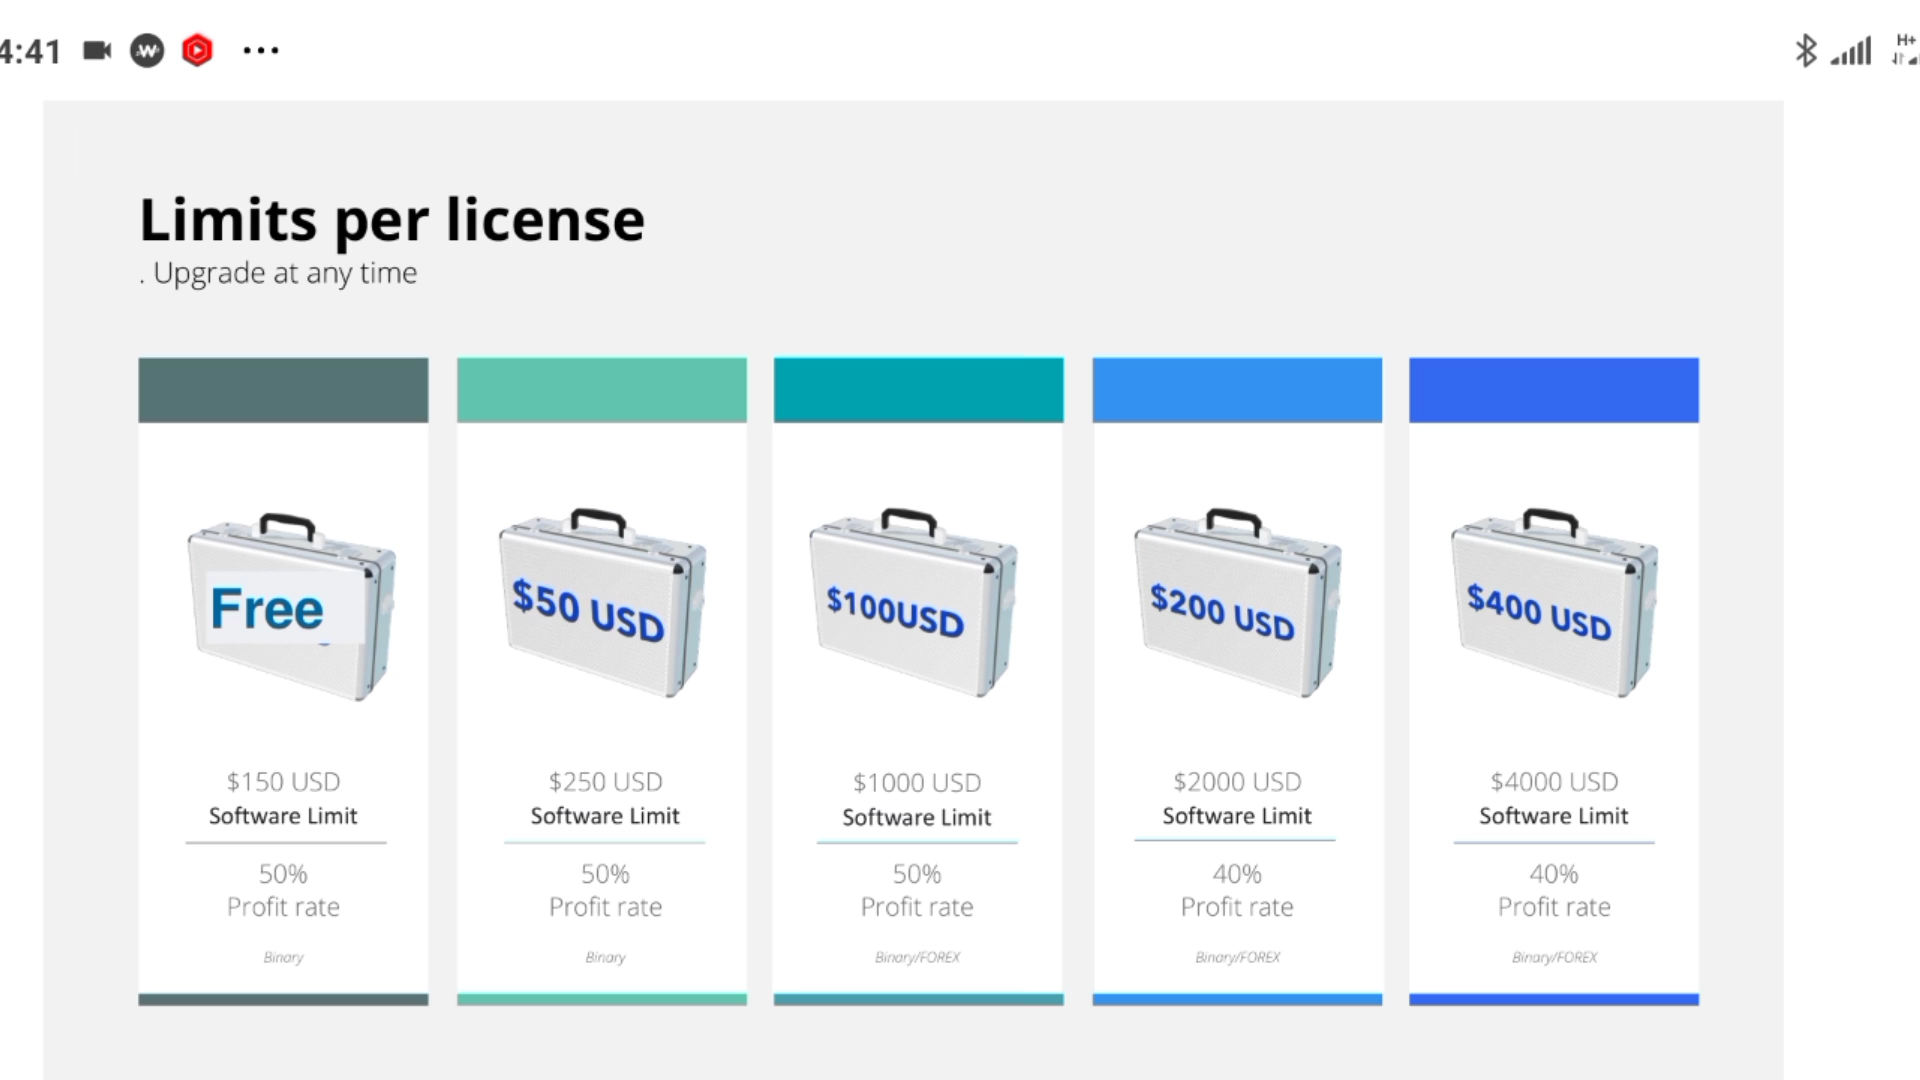 4:41
W
H+
Limits per license
. Upgrade at any time
Free
$150 USD
Software Limit
50%
Profit rate
Binary
$50 USD
$250 USD
Software Limit
50%
Profit rate
Binary
$100USD
$1000 USD
Software Limit
50%
Profit rate
Binary/FOREX
$200 USD
$2000 USD
Software Limit
40%
Profit rate
Binary/FOREX
$400 USD
$4000 USD
Software Limit
40%
Profit rate
Binary/FOREX